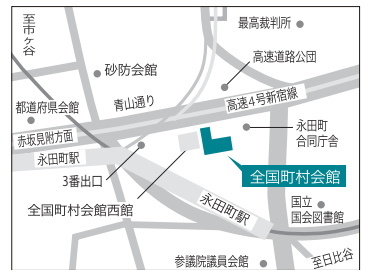 至市ヶ谷
最高裁判所
砂防会館
高速道路公団
青山通り
高速4号新宿線
都道府県会館
赤坂見附方面
永田町
合同庁舎
永田町駅
3番出口
全国町村会館
全国町村会館西館
永田町駅
国立
国会図書館
参議院議員会館
至日比谷